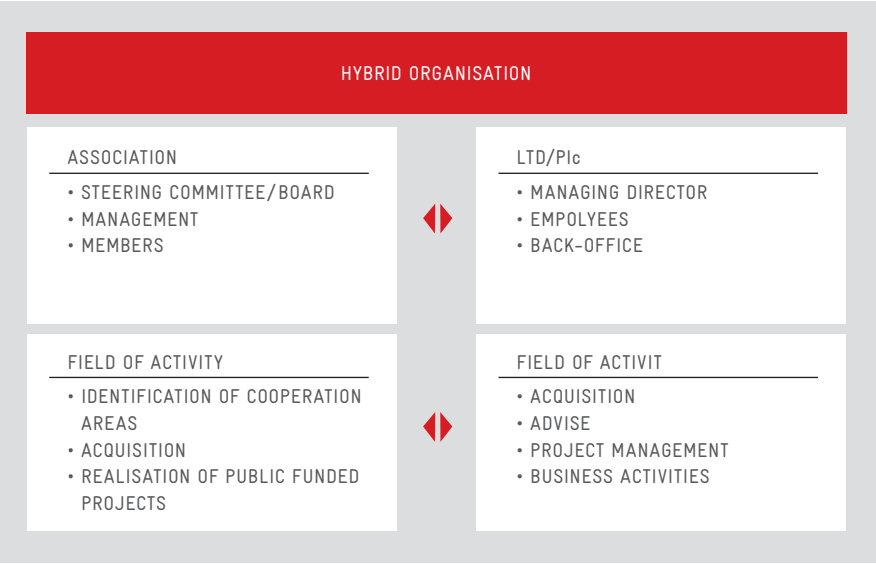 HYBRID ORGANISATION
ASSOCIATION
• STEERING COMMITTEE/BOARD
• MANAGEMENT
• MEMBERS
LTD/Plc
• MANAGING DIRECTOR
• EMPOLYEES
• BACK-OFFICE
FIELD OF ACTIVITY
• IDENTIFICATION OF COOPERATION
AREAS
• ACQUISITION
• REALISATION OF PUBLIC FUNDED
PROJECTS
FIELD OF ACTIVIT
• ACQUISITION
• ADVISE
• PROJECT MANAGEMENT
• BUSINESS ACTIVITIES